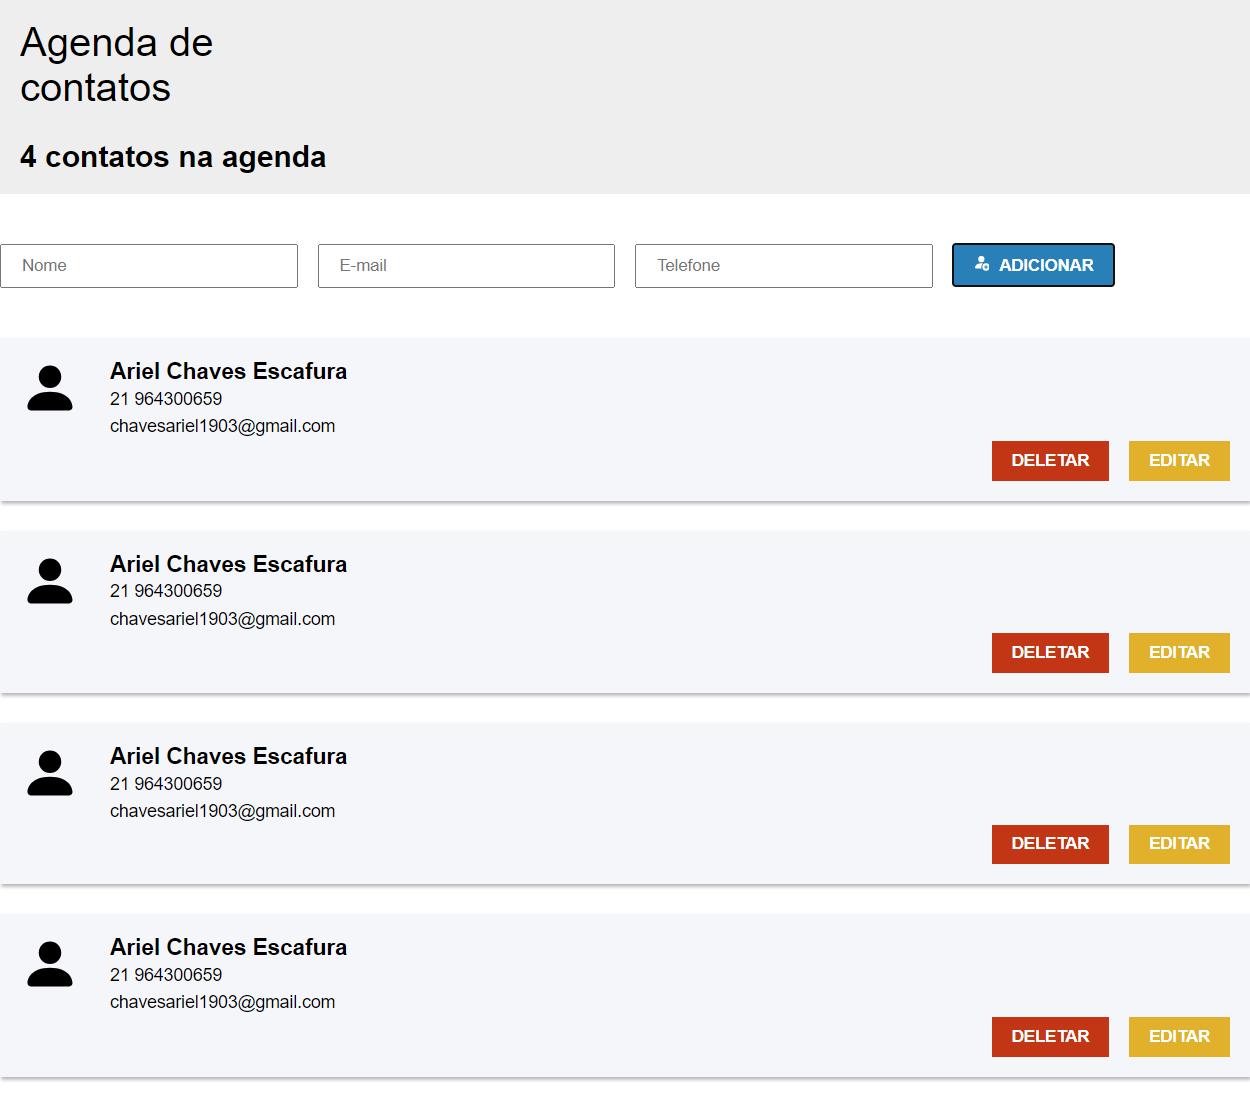 Agenda de
contatos
4 contatos na agenda
Nome E-mail Telefone ADICIONAR
Ariel Chaves Escafura
21 964300659
chavesariel1903@gmail.com
DELETAR EDITAR
Ariel Chaves Escafura
21 964300659
chavesariel1903@gmail.com
DELETAR EDITAR
Ariel Chaves Escafura
21 964300659
chavesariel1903@gmail.com
DELETAR EDITAR
Ariel Chaves Escafura
21 964300659
chavesariel1903@gmail.com
DELETAR EDITAR